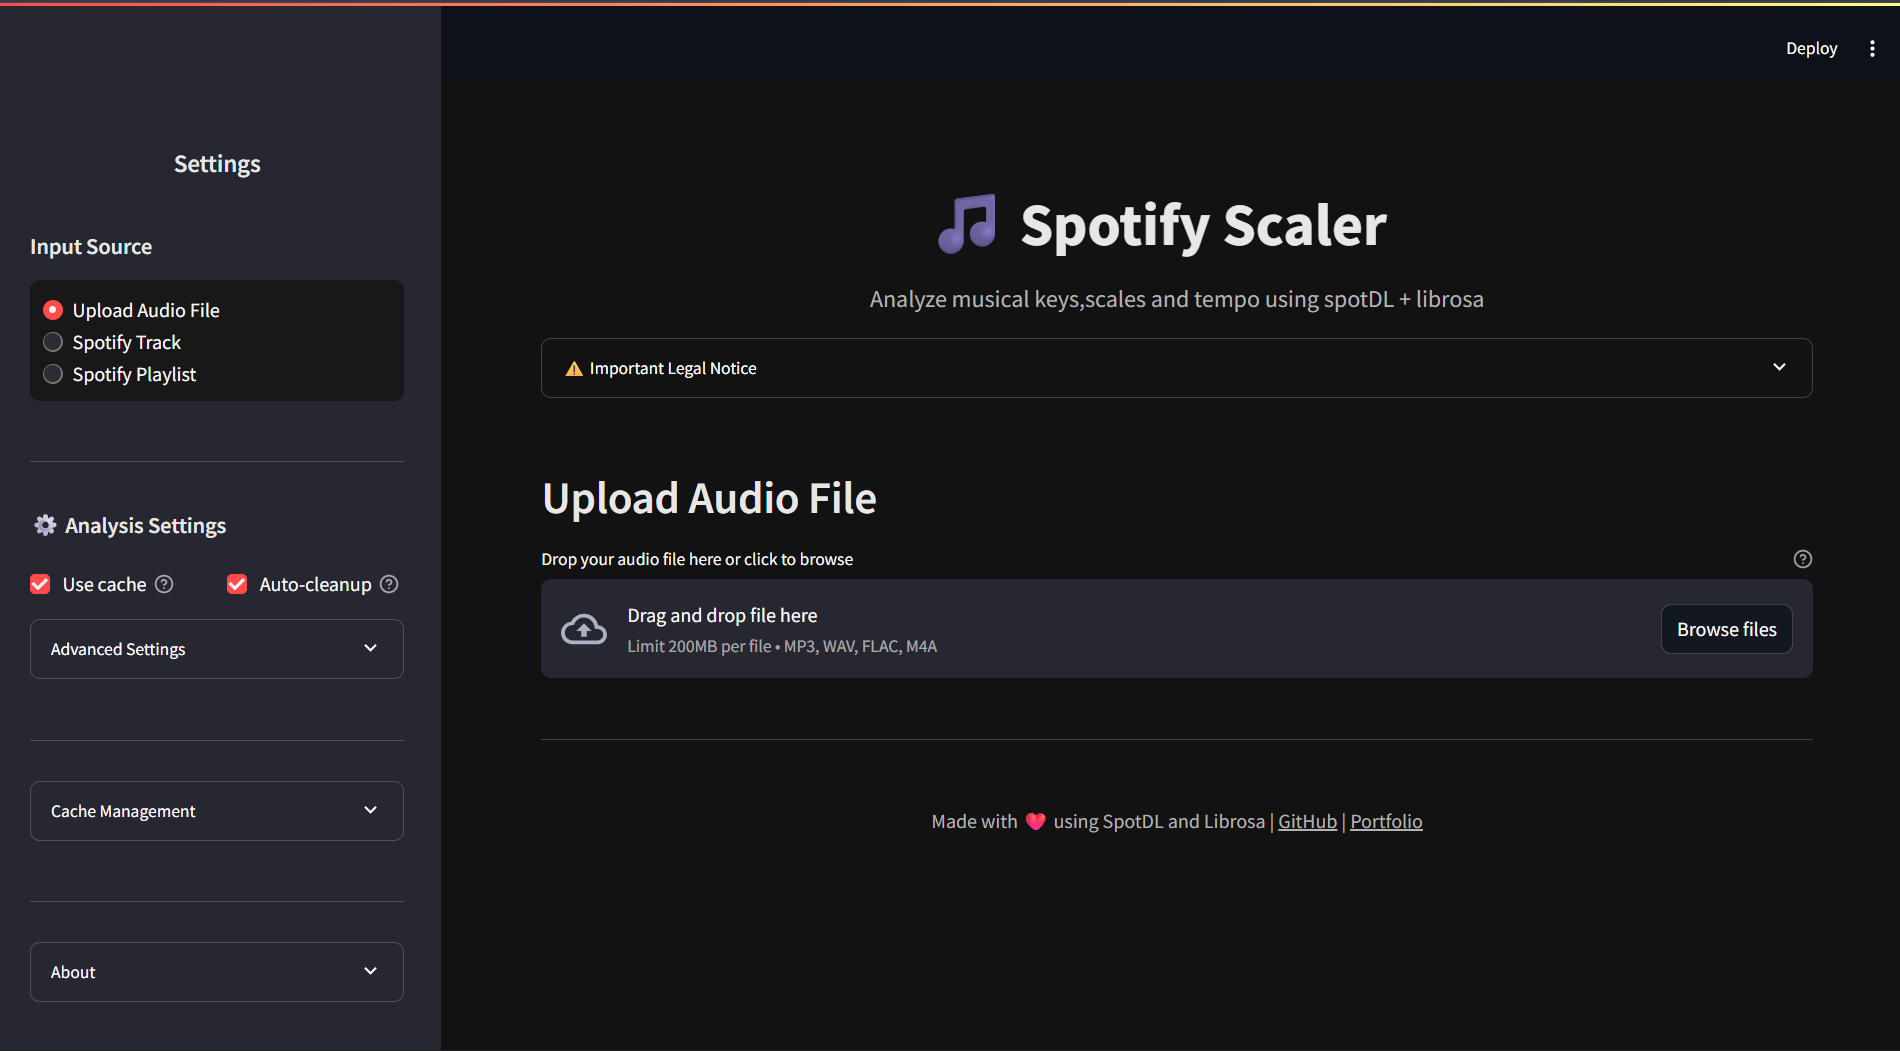 Deploy
Settings
Input Source
Upload Audio File
Spotify Track
Spotify Playlist
Analysis Settings
Use cache
Auto-cleanup
Advanced Settings
Cache Management
About
Spotify Scaler
Analyze musical keys,scales and tempo using spotDL + librosa
Important Legal Notice
Upload Audio File
Drop your audio file here or click to browse
Drag and drop file here
Limit 200MB per file • MP3, WAV, FLAC, M4A
Browse files
Made with ❤️ using SpotDL and Librosa | GitHub | Portfolio